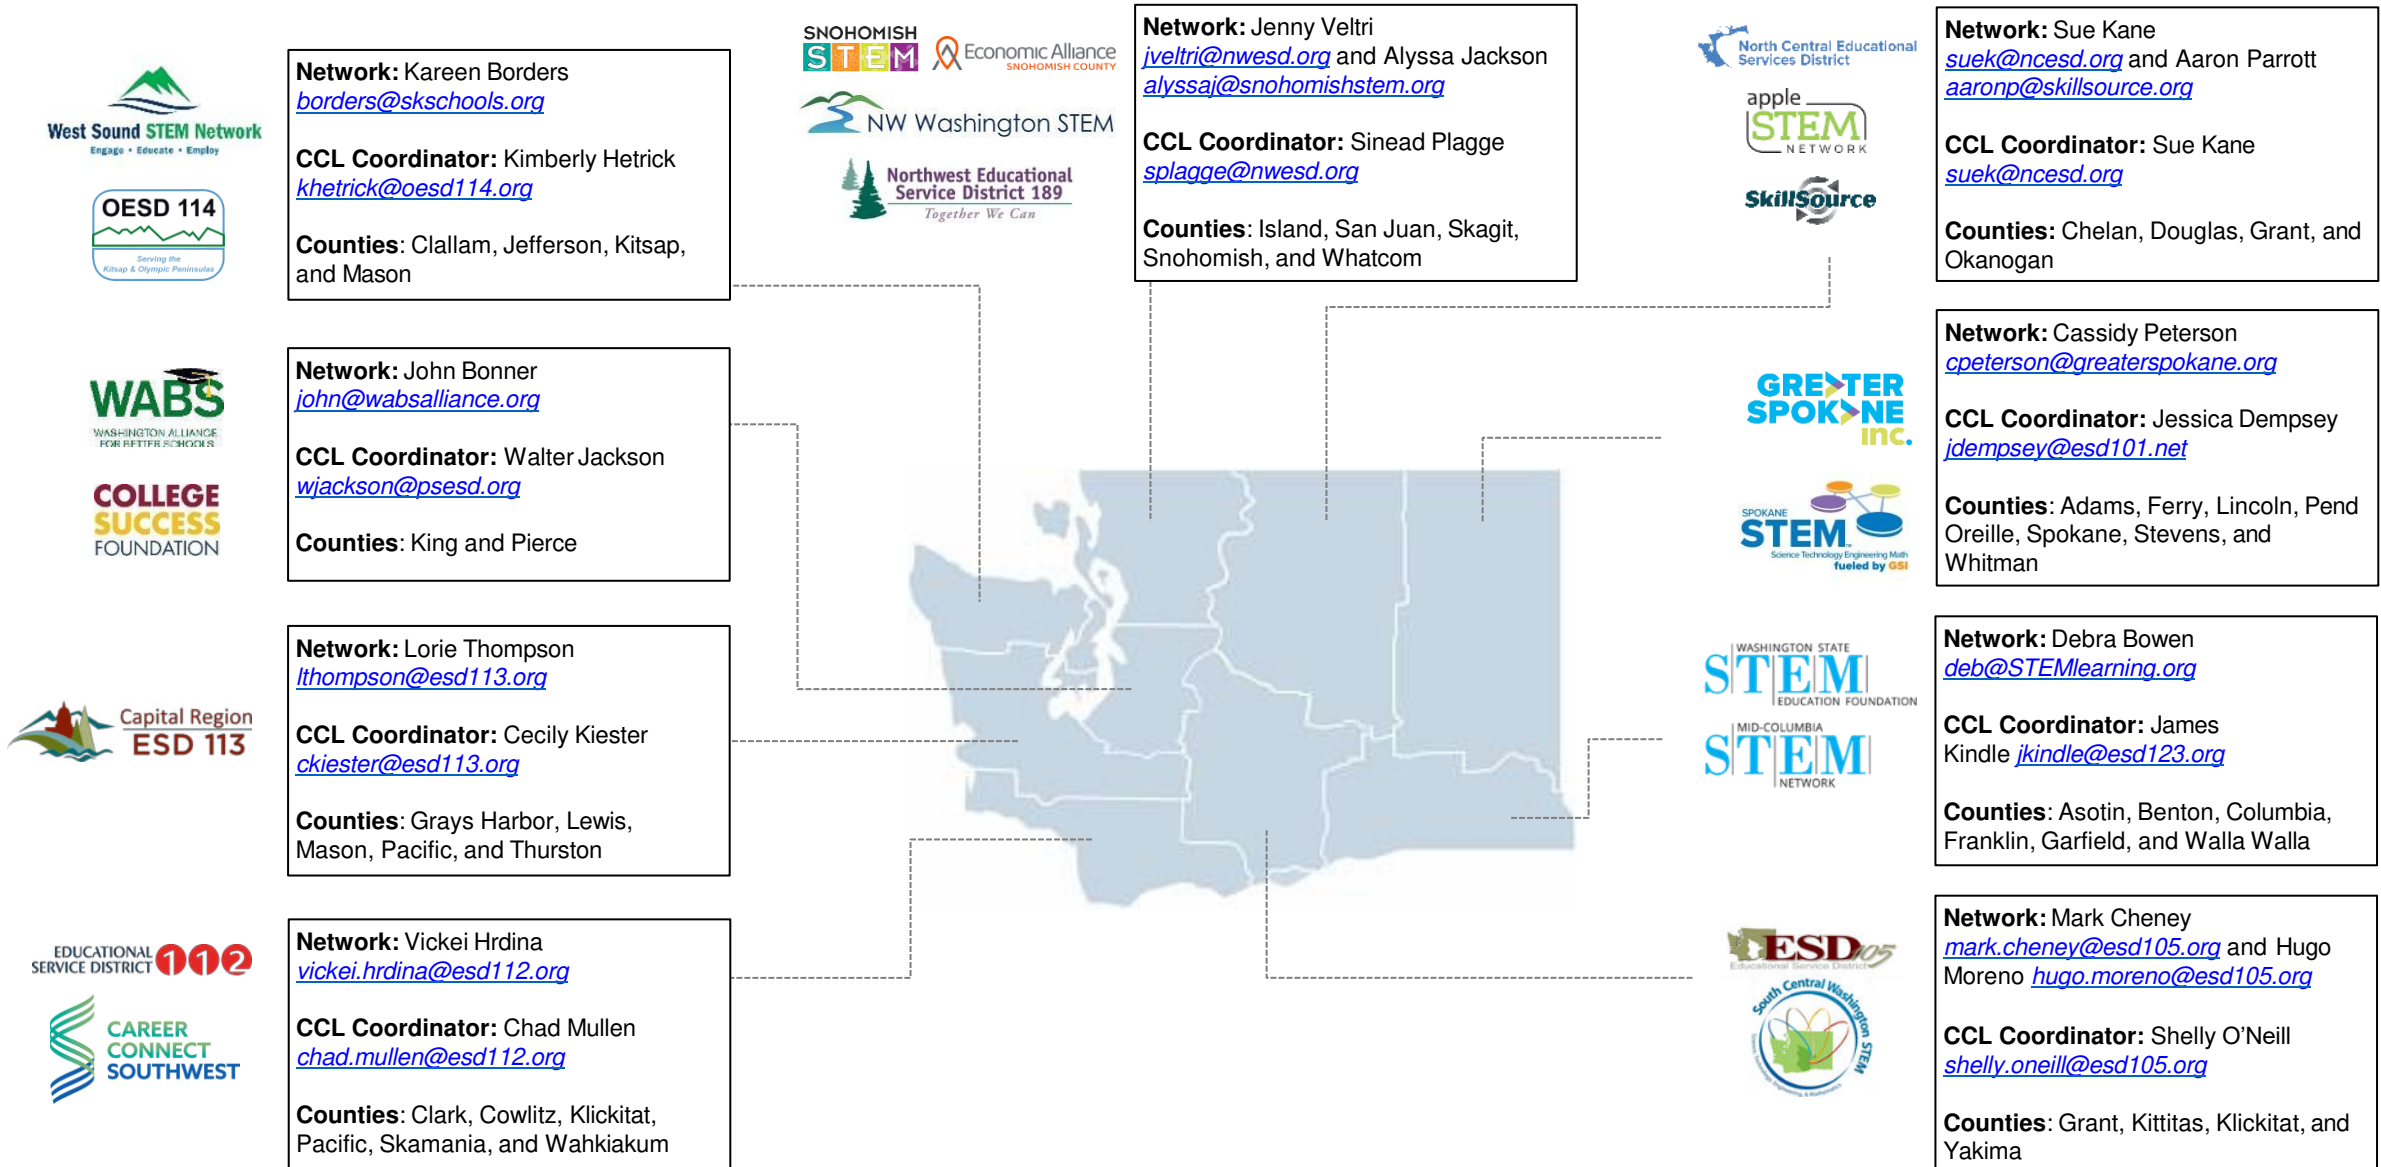 West Sound STEM Network
Engage • Educate • Employ
OESD 114
Serving the
Kitsap & Olympic Peninsulas
Network: Kareen Borders
borders@skschools.org
CCL Coordinator: Kimberly Hetrick
khetrick@oesd114.org
Counties: Clallam, Jefferson, Kitsap,
and Mason
SNOHOMISH
STEM
Economic Alliance
SNOHOMISH COUNTY
NW Washington STEM
Northwest Educational
Service District 189
Together We Can
Network: Jenny Veltri
jveltri@nwesd.org and Alyssa Jackson
alyssaj@snohomishstem.org
CCL Coordinator: Sinead Plagge
splagge@nwesd.org
Counties: Island, San Juan, Skagit,
Snohomish, and Whatcom
North Central Educational
Services District
apple
STEM
NETWORK
SkillSource
Network: Sue Kane
suek@ncesd.org and Aaron Parrott
aaronp@skillsource.org
CCL Coordinator: Sue Kane
suek@ncesd.org
Counties: Chelan, Douglas, Grant, and
Okanogan
WABS
WASHINGTON ALLIANCE
FOR BETTER SCHOOLS
COLLEGE
SUCCESS
FOUNDATION
Network: John Bonner
john@wabsalliance.org
CCL Coordinator: Walter Jackson
wjackson@psesd.org
Counties: King and Pierce
GREATER
SPOKANE
INC.
SPOKANE
STEM
Science Technology Engineering Math
fueled by GSI
Network: Cassidy Peterson
cpeterson@greaterspokane.org
CCL Coordinator: Jessica Dempsey
jdempsey@esd101.net
Counties: Adams, Ferry, Lincoln, Pend
Oreille, Spokane, Stevens, and
Whitman
Capital Region
ESD 113
Network: Lorie Thompson
lthompson@esd113.org
CCL Coordinator: Cecily Kiester
ckiester@esd113.org
Counties: Grays Harbor, Lewis,
Mason, Pacific, and Thurston
WASHINGTON STATE
STEM
EDUCATION FOUNDATION
MID-COLUMBIA
STEM
NETWORK
Network: Debra Bowen
deb@STEMlearning.org
CCL Coordinator: James
Kindle jkindle@esd123.org
Counties: Asotin, Benton, Columbia,
Franklin, Garfield, and Walla Walla
EDUCATIONAL
SERVICE DISTRICT 112
CAREER
CONNECT
SOUTHWEST
Network: Vickei Hrdina
vickei.hrdina@esd112.org
CCL Coordinator: Chad Mullen
chad.mullen@esd112.org
Counties: Clark, Cowlitz, Klickitat,
Pacific, Skamania, and Wahkiakum
ESD 105
Educational Service District
South Central Washington STEM
Science, Technology, Engineering, & Mathematics
Network: Mark Cheney
mark.cheney@esd105.org and Hugo
Moreno hugo.moreno@esd105.org
CCL Coordinator: Shelly O’Neill
shelly.oneill@esd105.org
Counties: Grant, Kittitas, Klickitat, and
Yakima